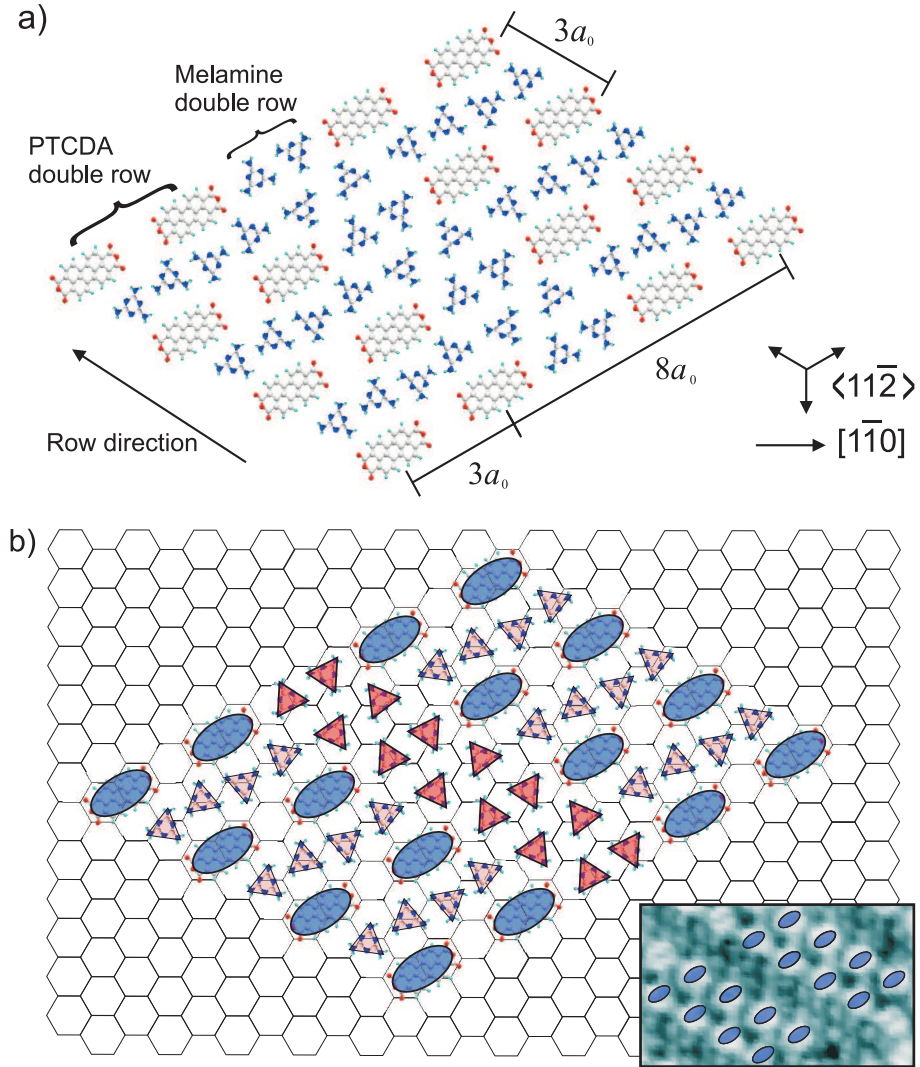 a)
3a₀
Melamine
double row
PTCDA
double row
8a₀
⟨112̅⟩
[11̅0]
Row direction
3a₀
b)